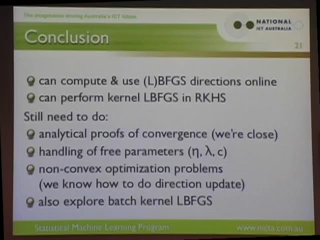 The imagination driving Australia's ICT future.
NATIONAL
ICT AUSTRALIA
Conclusion
21
can compute & use (L)BFGS directions online
can perform kernel LBFGS in RKHS
Still need to do:
analytical proofs of convergence (we're close)
handling of free parameters (η, λ, c)
non-convex optimization problems
(we know how to do direction update)
also explore batch kernel LBFGS
Statistical Machine Learning Program
www.nicta.com.au